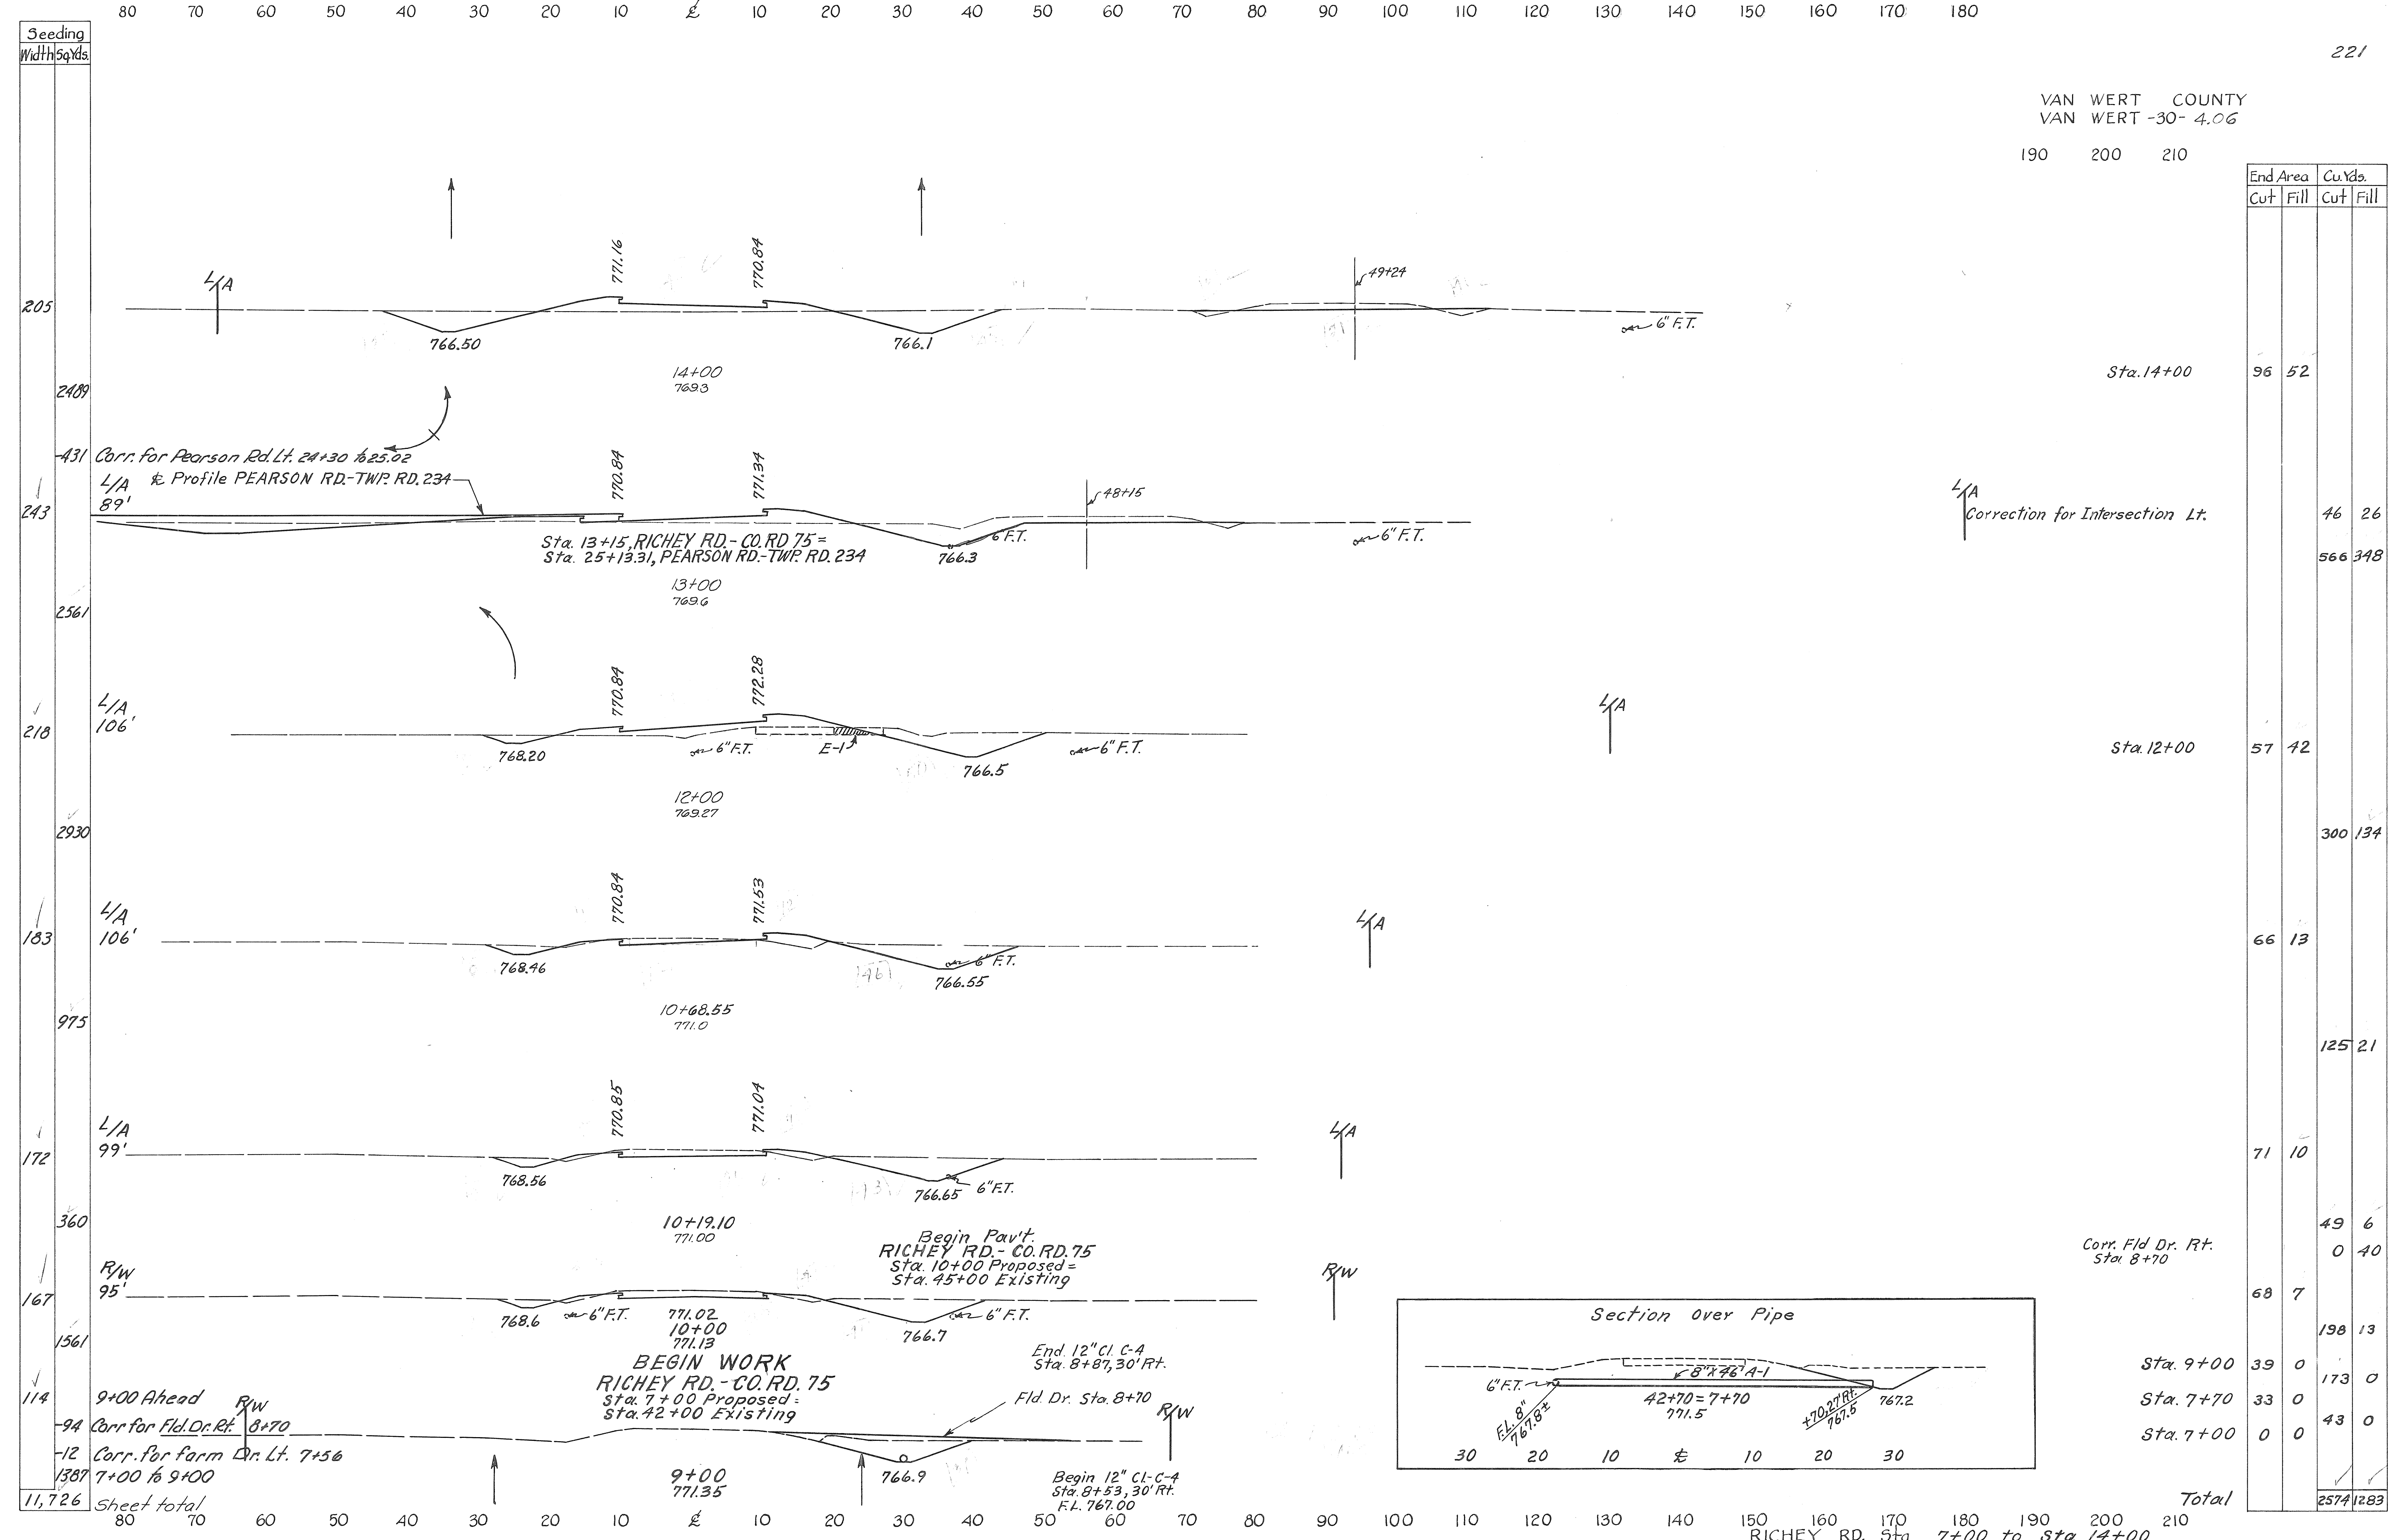 80 70 60 50 40 30 20 10 ℄ 10 20 30 40 50 60 70 80 90 100 110 120 130 140 150 160 170 180
221
VAN WERT COUNTY
VAN WERT -30- 4.06
190 200 210
Seeding
Width Sq.Yds.
End Area Cu.Yds.
Cut Fill Cut Fill
771.16
770.84
L/A
49+24
205
6" F.T.
766.50
766.1
14+00
769.3
Sta. 14+00 96 52
2489
-431 Corr. for Pearson Rd. Lt. 24+30 to 25.02
℄ Profile PEARSON RD.-TWP. RD. 234
L/A
89'
770.84
771.34
48+15
L/A
243
Correction for Intersection Lt. 46 26
Sta. 13+15, RICHEY RD.- CO. RD 75 =
Sta. 25+13.31, PEARSON RD.-TWP. RD. 234
6" F.T.
6" F.T.
766.3
566 348
13+00
769.6
2561
770.84
772.28
L/A
106'
L/A
218
768.20
6" F.T.
E-1
6" F.T.
766.5
Sta. 12+00 57 42
12+00
769.27
2930
300 134
770.84
771.53
L/A
106'
L/A
183
66 13
768.46
6" F.T.
766.55
10+68.55
771.0
975
125 21
770.85
771.04
L/A
99'
L/A
172
71 10
768.56
766.65
6" F.T.
10+19.10
771.00
360
49 6
Begin Pav't.
RICHEY RD.- CO. RD. 75
Sta. 10+00 Proposed =
Sta. 45+00 Existing
Corr. Fld Dr. Rt.
Sta 8+70
0 40
R/W
95'
R/W
167
68 7
768.6
6" F.T.
771.02
10+00
771.13
766.7
6" F.T.
1561
198 13
BEGIN WORK
RICHEY RD.- CO. RD. 75
Sta. 7+00 Proposed =
Sta. 42+00 Existing
End 12" Cl. C-4
Sta. 8+87, 30' Rt.
Fld. Dr. Sta. 8+70
Section Over Pipe
8" x 46' A-1
6" F.T.
42+70 = 7+70
771.5
F.L. 8"
767.8±
+70,27' Rt.
767.5
767.2
30 20 10 ℄ 10 20 30
Sta. 9+00 39 0
173 0
Sta. 7+70 33 0
43 0
Sta. 7+00 0 0
114 9+00 Ahead
R/W
R/W
-94 Corr for Fld. Dr. Rt. 8+70
-12 Corr. for farm Dr. Lt. 7+56
1387 7+00 to 9+00
11,726 Sheet total
9+00
771.35
766.9
Begin 12" Cl.-C-4
Sta. 8+53, 30' Rt.
F.L. 767.00
Total 2574 1283
80 70 60 50 40 30 20 10 ℄ 10 20 30 40 50 60 70 80 90 100 110 120 130 140 150 160 170 180 190 200 210
RICHEY RD. Sta 7+00 to Sta 14+00